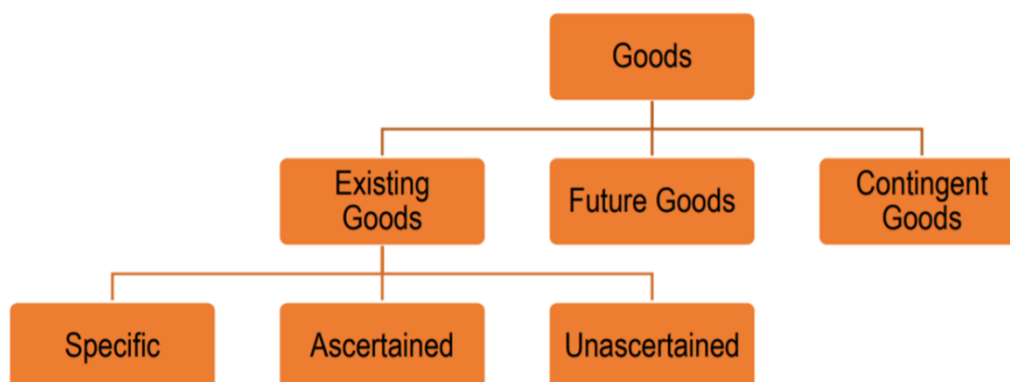 Goods
Existing
Goods
Future Goods
Contingent
Goods
Specific
Ascertained
Unascertained